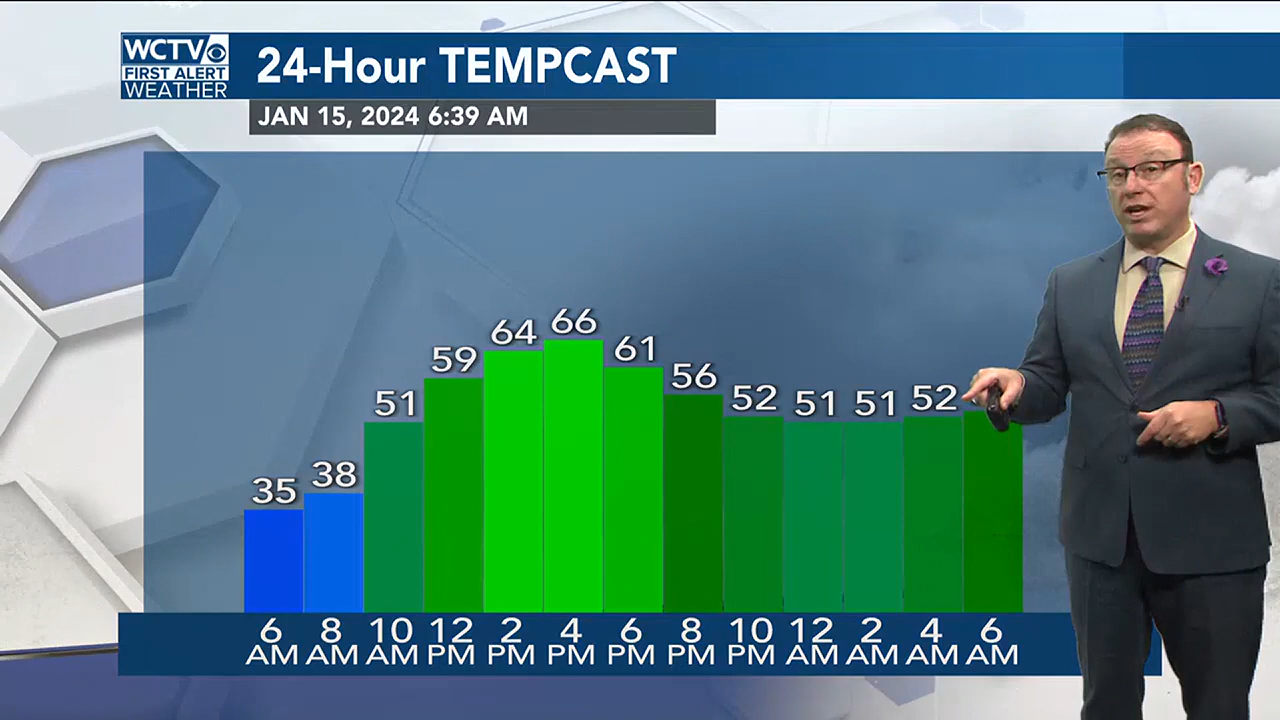 WCTV
FIRST ALERT
WEATHER
24-Hour TEMPCAST
JAN 15, 2024 6:39 AM
35 38 51 59 64 66 61 56 52 51 51 52
6 8 10 12 2 4 6 8 10 12 2 4 6
AM AM AM PM PM PM PM PM PM AM AM AM AM